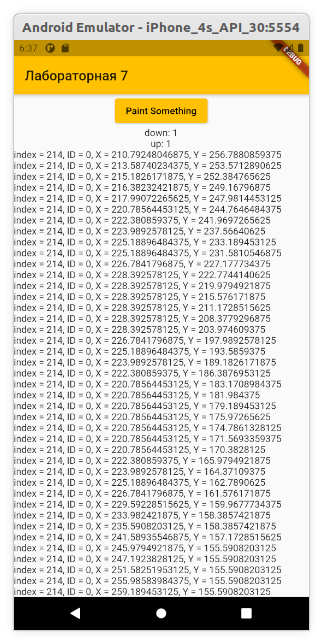 Android Emulator - iPhone_4s_API_30:5554
6:37
DEBUG
Лабораторная 7
Paint Something
down: 1
up: 1
index = 214, ID = 0, X = 210.79248046875, Y = 256.7880859375
index = 214, ID = 0, X = 213.58740234375, Y = 253.5712890625
index = 214, ID = 0, X = 215.1826171875, Y = 252.384765625
index = 214, ID = 0, X = 216.38232421875, Y = 249.16796875
index = 214, ID = 0, X = 217.99072265625, Y = 247.9814453125
index = 214, ID = 0, X = 220.78564453125, Y = 244.7646484375
index = 214, ID = 0, X = 222.380859375, Y = 241.9697265625
index = 214, ID = 0, X = 223.9892578125, Y = 237.56640625
index = 214, ID = 0, X = 225.18896484375, Y = 233.189453125
index = 214, ID = 0, X = 225.18896484375, Y = 231.5810546875
index = 214, ID = 0, X = 226.7841796875, Y = 227.177734375
index = 214, ID = 0, X = 228.392578125, Y = 222.7744140625
index = 214, ID = 0, X = 228.392578125, Y = 219.9794921875
index = 214, ID = 0, X = 228.392578125, Y = 215.576171875
index = 214, ID = 0, X = 228.392578125, Y = 211.1728515625
index = 214, ID = 0, X = 228.392578125, Y = 208.3779296875
index = 214, ID = 0, X = 228.392578125, Y = 203.974609375
index = 214, ID = 0, X = 226.7841796875, Y = 197.9892578125
index = 214, ID = 0, X = 225.18896484375, Y = 193.5859375
index = 214, ID = 0, X = 223.9892578125, Y = 189.1826171875
index = 214, ID = 0, X = 222.380859375, Y = 186.3876953125
index = 214, ID = 0, X = 220.78564453125, Y = 183.1708984375
index = 214, ID = 0, X = 220.78564453125, Y = 181.984375
index = 214, ID = 0, X = 220.78564453125, Y = 179.189453125
index = 214, ID = 0, X = 220.78564453125, Y = 175.97265625
index = 214, ID = 0, X = 220.78564453125, Y = 174.7861328125
index = 214, ID = 0, X = 220.78564453125, Y = 171.5693359375
index = 214, ID = 0, X = 220.78564453125, Y = 170.3828125
index = 214, ID = 0, X = 222.380859375, Y = 165.9794921875
index = 214, ID = 0, X = 223.9892578125, Y = 164.37109375
index = 214, ID = 0, X = 225.18896484375, Y = 162.7890625
index = 214, ID = 0, X = 226.7841796875, Y = 161.576171875
index = 214, ID = 0, X = 229.59228515625, Y = 159.9677734375
index = 214, ID = 0, X = 233.982421875, Y = 158.3857421875
index = 214, ID = 0, X = 235.5908203125, Y = 158.3857421875
index = 214, ID = 0, X = 241.58935546875, Y = 157.1728515625
index = 214, ID = 0, X = 245.9794921875, Y = 155.5908203125
index = 214, ID = 0, X = 247.1923828125, Y = 155.5908203125
index = 214, ID = 0, X = 251.58251953125, Y = 155.5908203125
index = 214, ID = 0, X = 255.98583984375, Y = 155.5908203125
index = 214, ID = 0, X = 259.189453125, Y = 155.5908203125